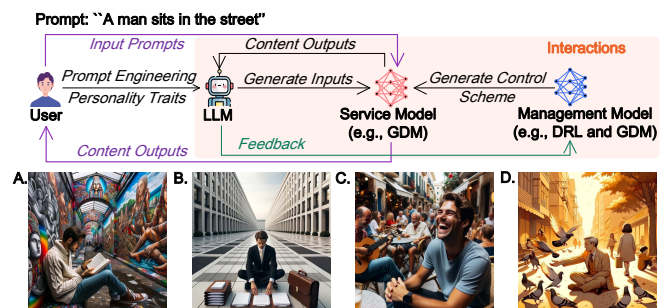 Prompt: ``A man sits in the street''
Input Prompts
Content Outputs
Interactions
Prompt Engineering
Generate Inputs
Generate Control
Personality Traits
Scheme
User
LLM
Service Model
(e.g., GDM)
Management Model
(e.g., DRL and GDM)
Content Outputs
Feedback
A.
B.
C.
D.